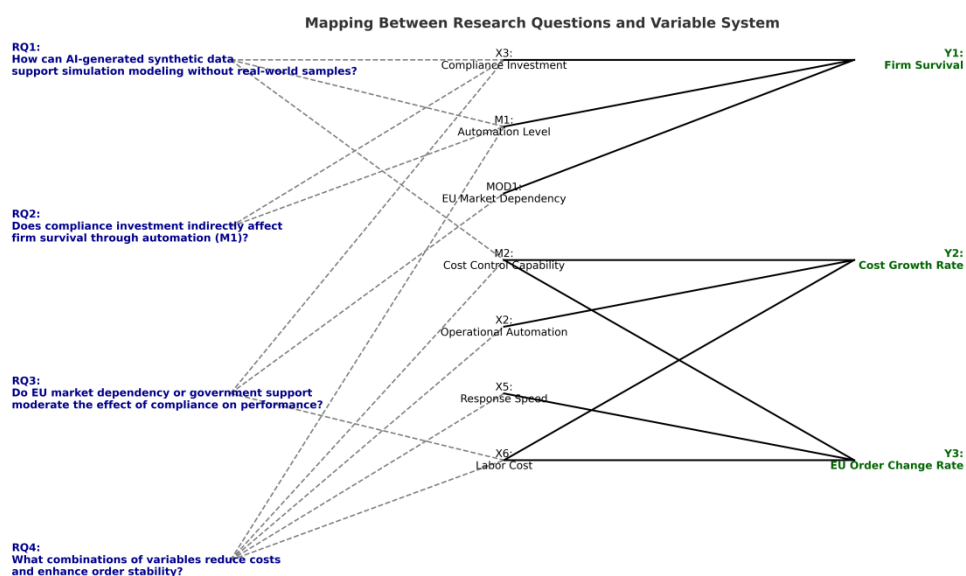 Mapping Between Research Questions and Variable System
RQ1:
How can AI-generated synthetic data
support simulation modeling without real-world samples?
RQ2:
Does compliance investment indirectly affect
firm survival through automation (M1)?
RQ3:
Do EU market dependency or government support
moderate the effect of compliance on performance?
RQ4:
What combinations of variables reduce costs
and enhance order stability?
X3:
Compliance Investment
M1:
Automation Level
MOD1:
EU Market Dependency
M2:
Cost Control Capability
X2:
Operational Automation
X5:
Response Speed
X6:
Labor Cost
Y1:
Firm Survival
Y2:
Cost Growth Rate
Y3:
EU Order Change Rate